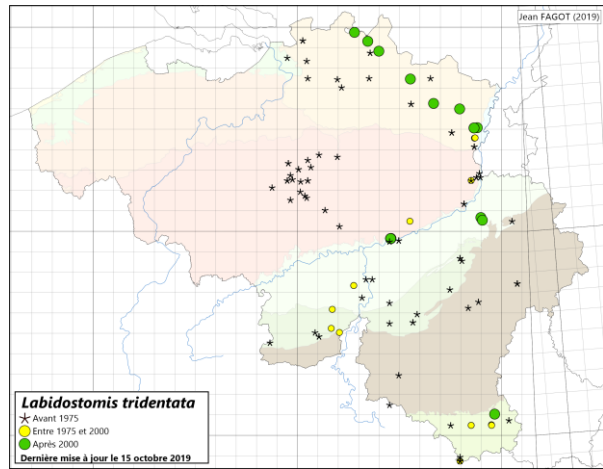 Jean FAGOT (2019)
Labidostomis tridentata
Avant 1975
Entre 1975 et 2000
Après 2000
Dernière mise à jour le 15 octobre 2019